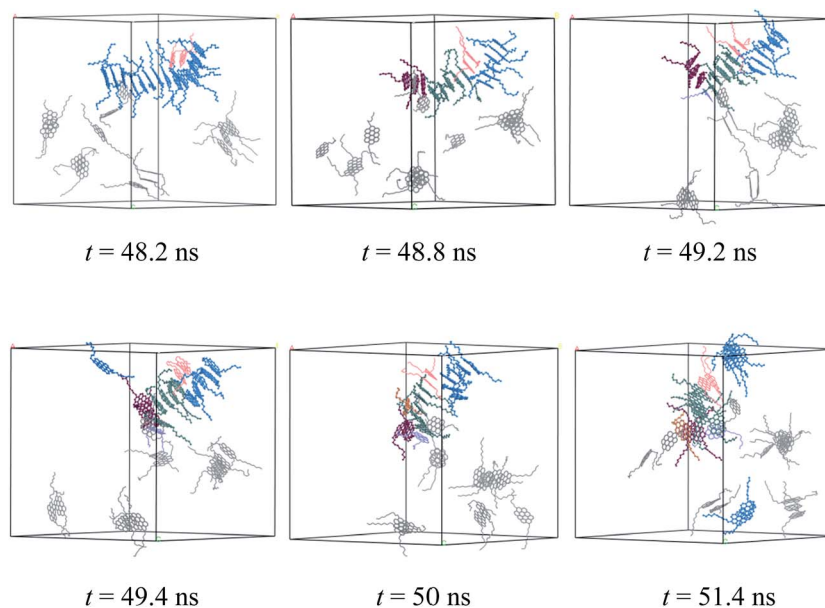 t = 48.2 ns
t = 48.8 ns
t = 49.2 ns
t = 49.4 ns
t = 50 ns
t = 51.4 ns